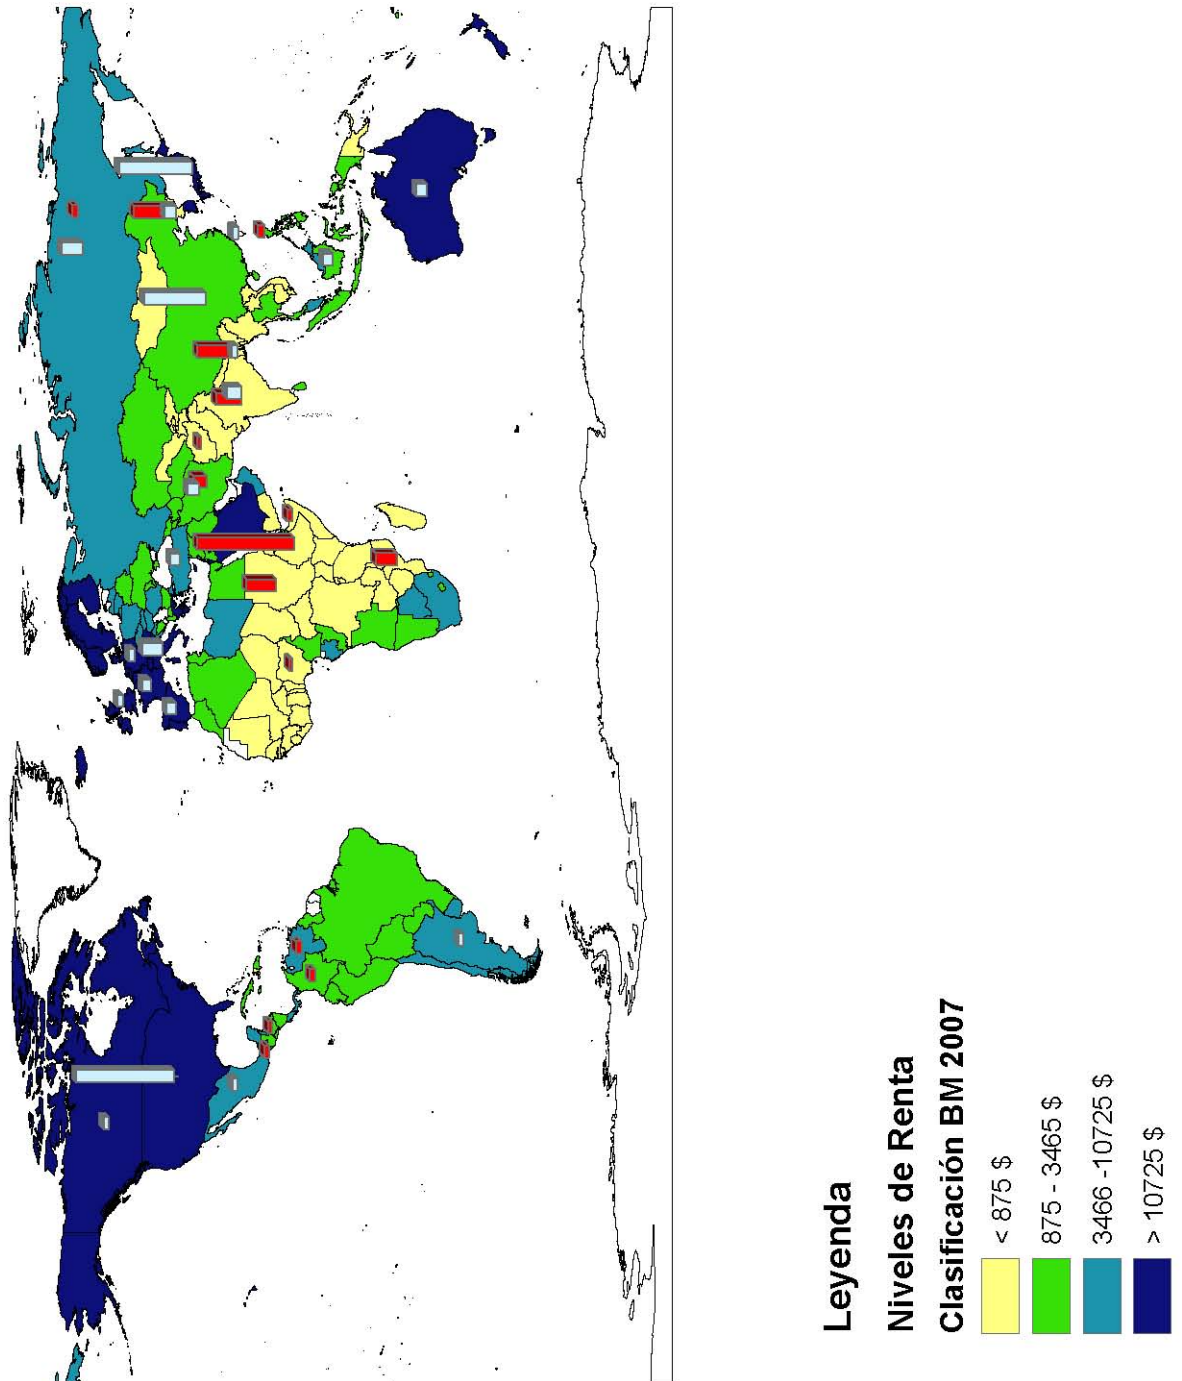 Leyenda
Niveles de Renta
Clasificación BM 2007
< 875 $
875 - 3465 $
3466 -10725 $
> 10725 $